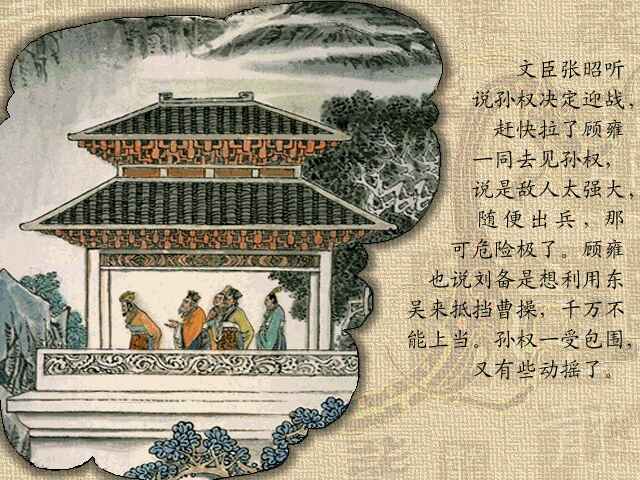 文臣张昭听
说孙权决定迎战,
赶快拉了顾雍
一同去见孙权,
说是敌人太强大,
随便出兵,那
可危险极了。顾雍
也说刘备是想利用东
吴来抵挡曹操,千万不
能上当。孙权一受包围,
又有些动摇了。